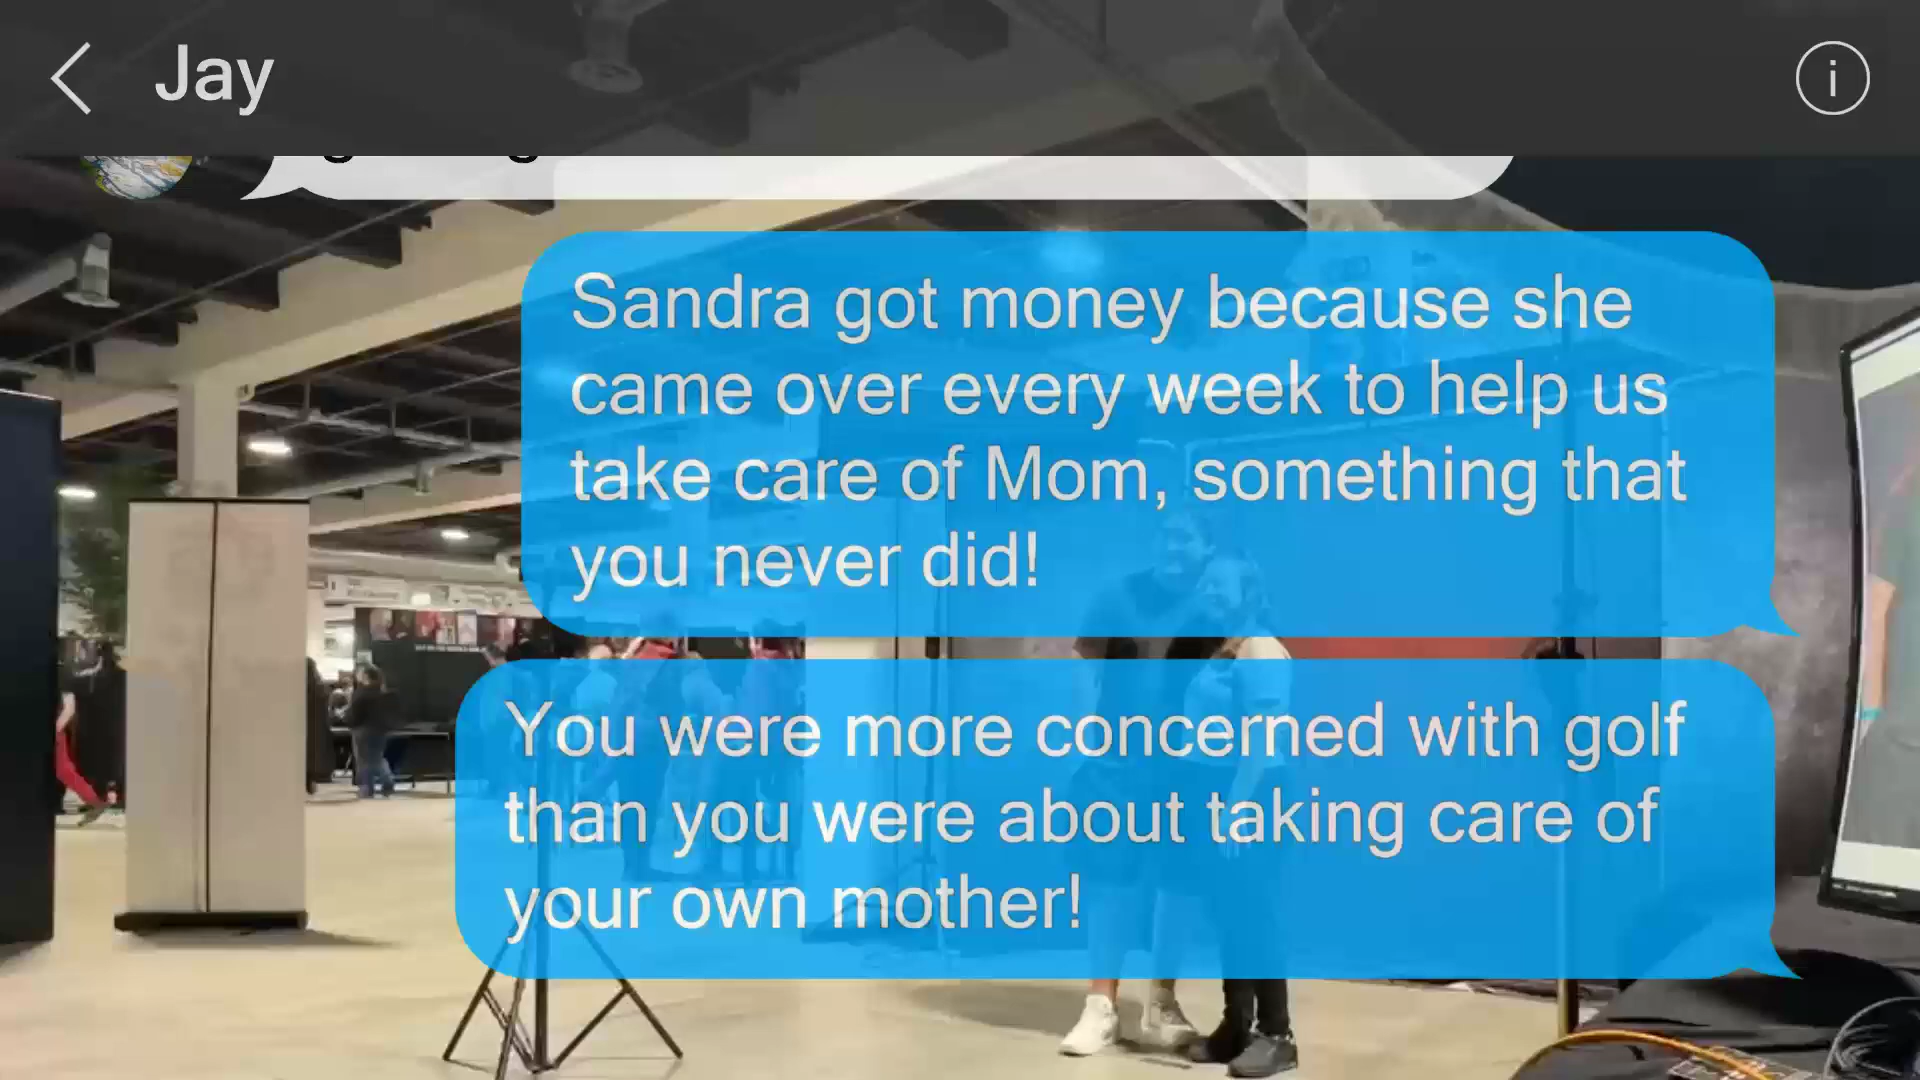 Jay
Sandra got money because she
came over every week to help us
take care of Mom, something that
you never did!
You were more concerned with golf
than you were about taking care of
your own mother!